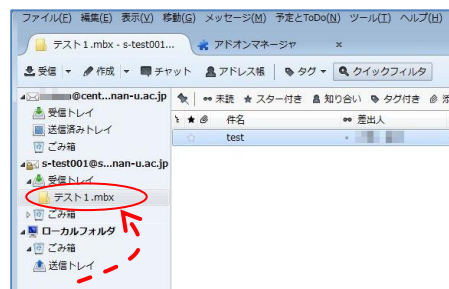 ファイル(F) 編集(E) 表示(V) 移動(G) メッセージ(M) 予定とToDo(N) ツール(T) ヘルプ(H)
テスト1.mbx - s-test001... アドオンマネージャ ×
受信 作成 チャット アドレス帳 タグ クイックフィルタ
@cent...nan-u.ac.jp 未読 スター付き 知り合い タグ付き
受信トレイ 件名 差出人
送信済みトレイ test
ごみ箱
s-test001@s...nan-u.ac.jp
受信トレイ
テスト1.mbx
ごみ箱
ローカルフォルダ
ごみ箱
送信トレイ